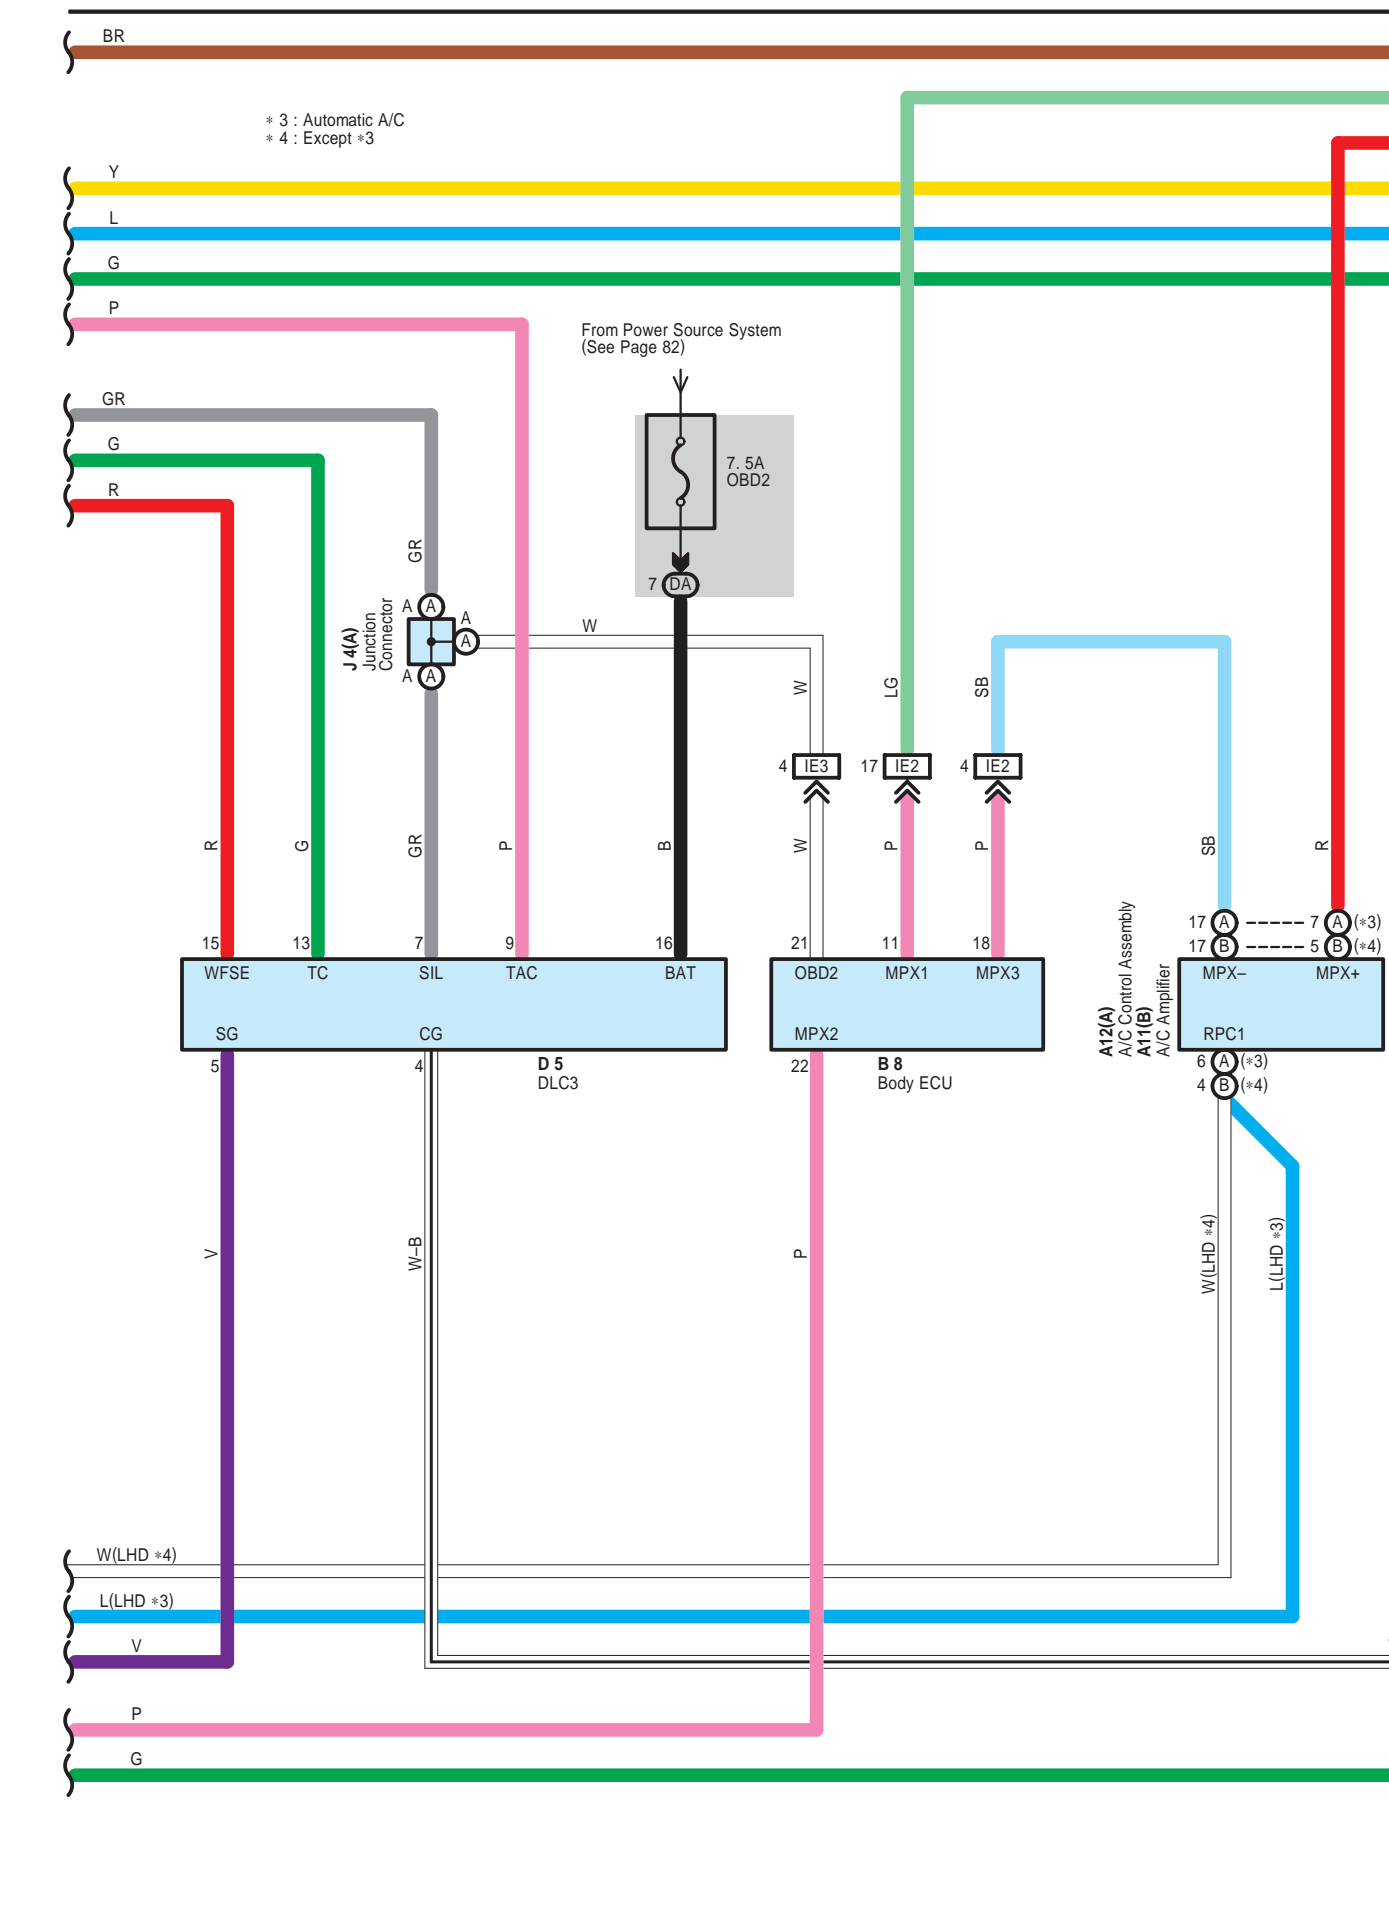 BR
∗ 3 : Automatic A/C
∗ 4 : Except ∗3
Y
L
G
P
From Power Source System
(See Page 82)
GR
G
R
7. 5A
OBD2
GR
7 DA
J 4(A)
Junction
Connector
A A
A
A
A A
W
W
LG
SB
4 IE3
17 IE2
4 IE2
R
G
GR
P
B
W
P
P
SB
R
A12(A)
A/C Control Assembly
A11(B)
A/C Amplifier
17 A
7 A (∗3)
17 B
5 B (∗4)
15
13
7
9
16
21
11
18
WFSE
TC
SIL
TAC
BAT
OBD2
MPX1
MPX3
MPX–
MPX+
SG
CG
MPX2
RPC1
5
4
D 5
DLC3
22
B 8
Body ECU
6 A (∗3)
4 B (∗4)
V
W–B
P
W(LHD ∗4)
L(LHD ∗3)
W(LHD ∗4)
L(LHD ∗3)
V
P
G